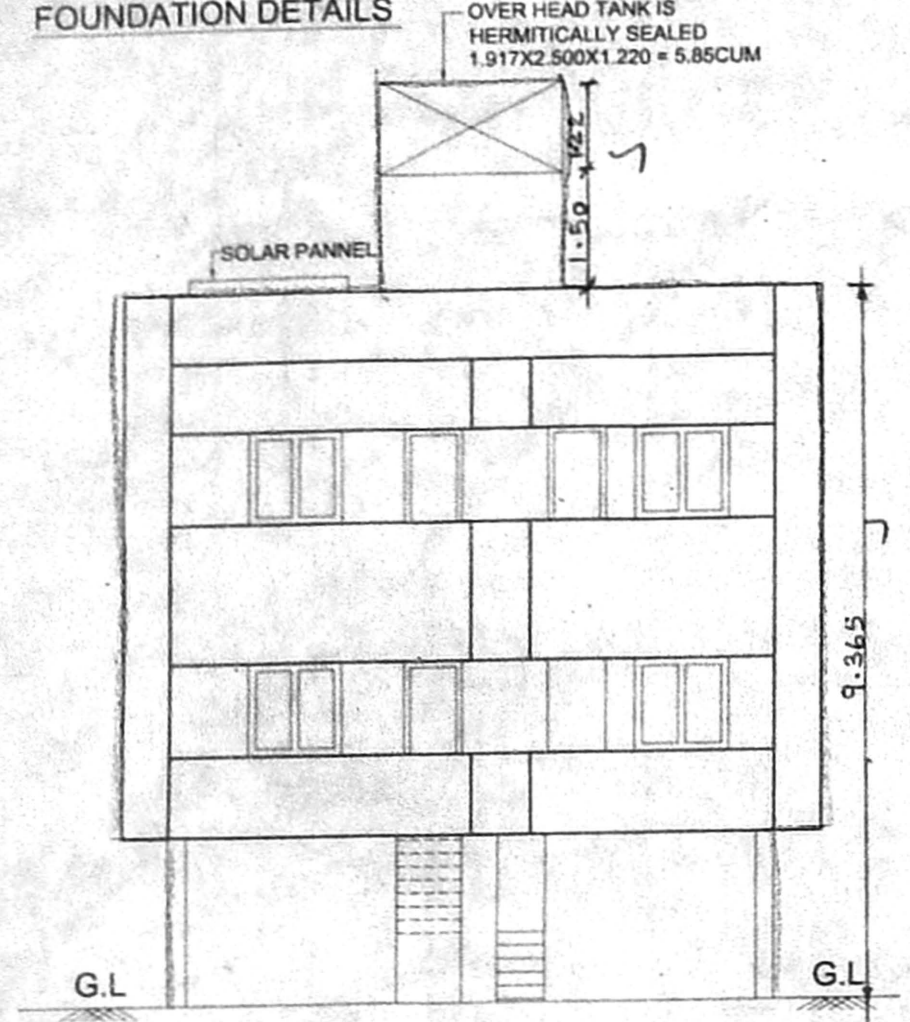 FOUNDATION DETAILS
OVER HEAD TANK IS
HERMITICALLY SEALED
1.917X2.500X1.220 = 5.85CUM
1.22
1.50
SOLAR PANNEL
9.365
G.L
G.L